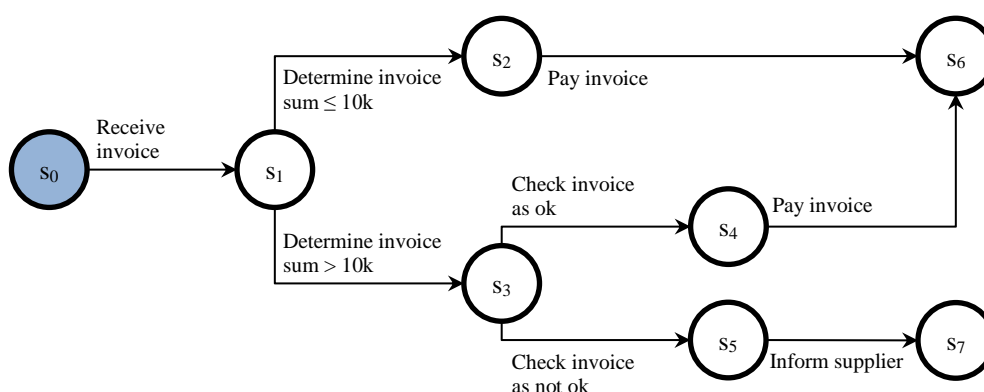 s2
s6
Determine invoice
sum ≤ 10k
Pay invoice
Receive
invoice
s0
s1
Check invoice
as ok
s4
Pay invoice
Determine invoice
sum > 10k
s3
s5
s7
Check invoice
as not ok
Inform supplier